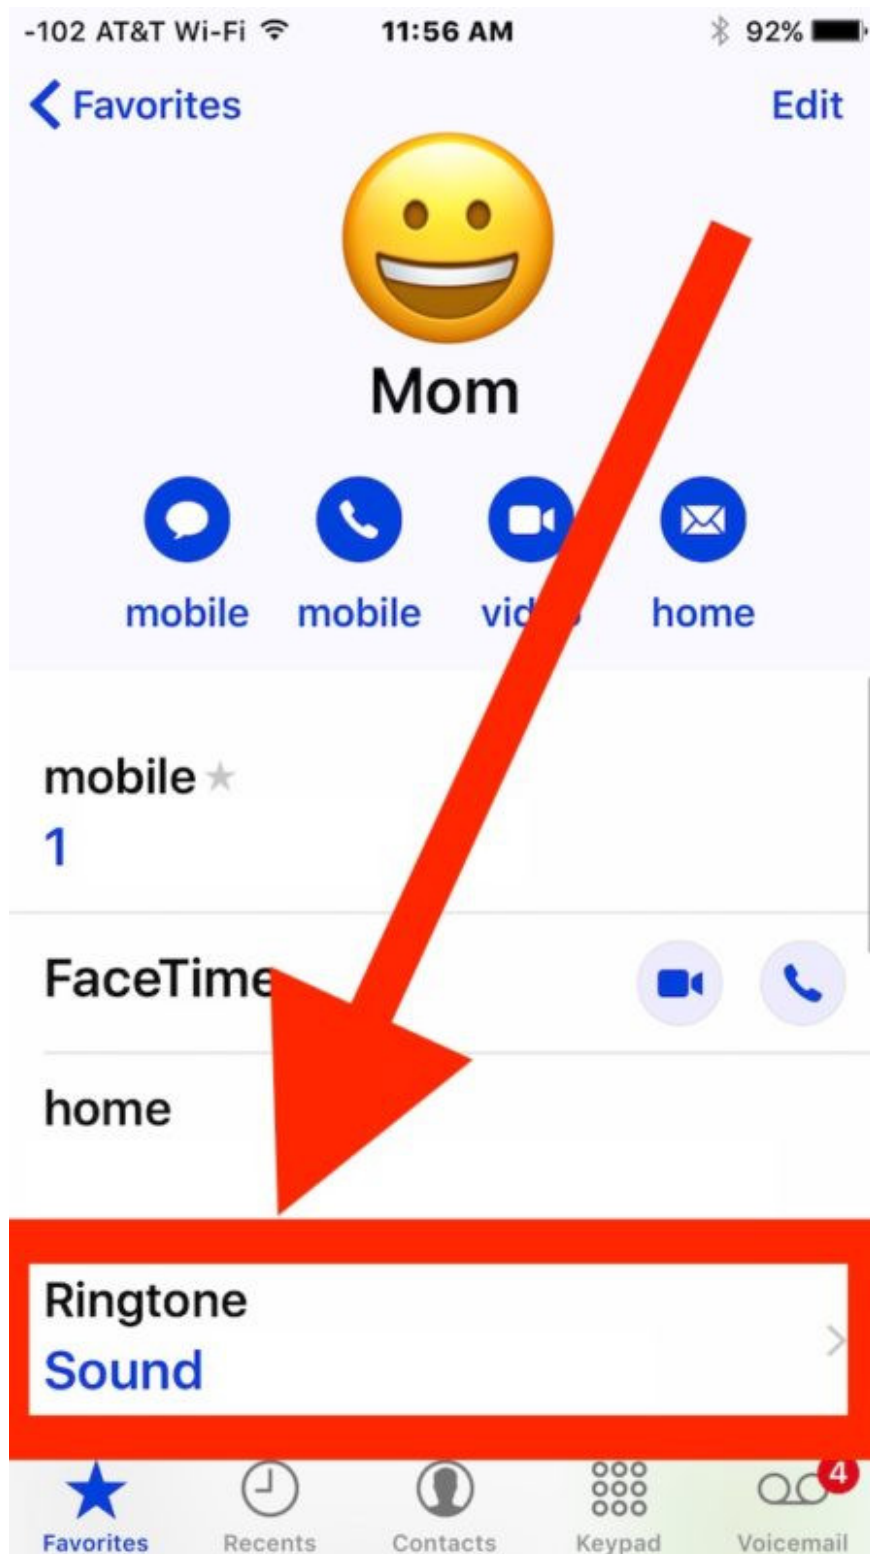 -102 AT&T Wi-Fi 11:56 AM 92%
Favorites Edit
Mom
mobile mobile home
mobile
1
FaceTime
home
Ringtone
Sound
4
Favorites Recents Contacts Keypad Voicemail